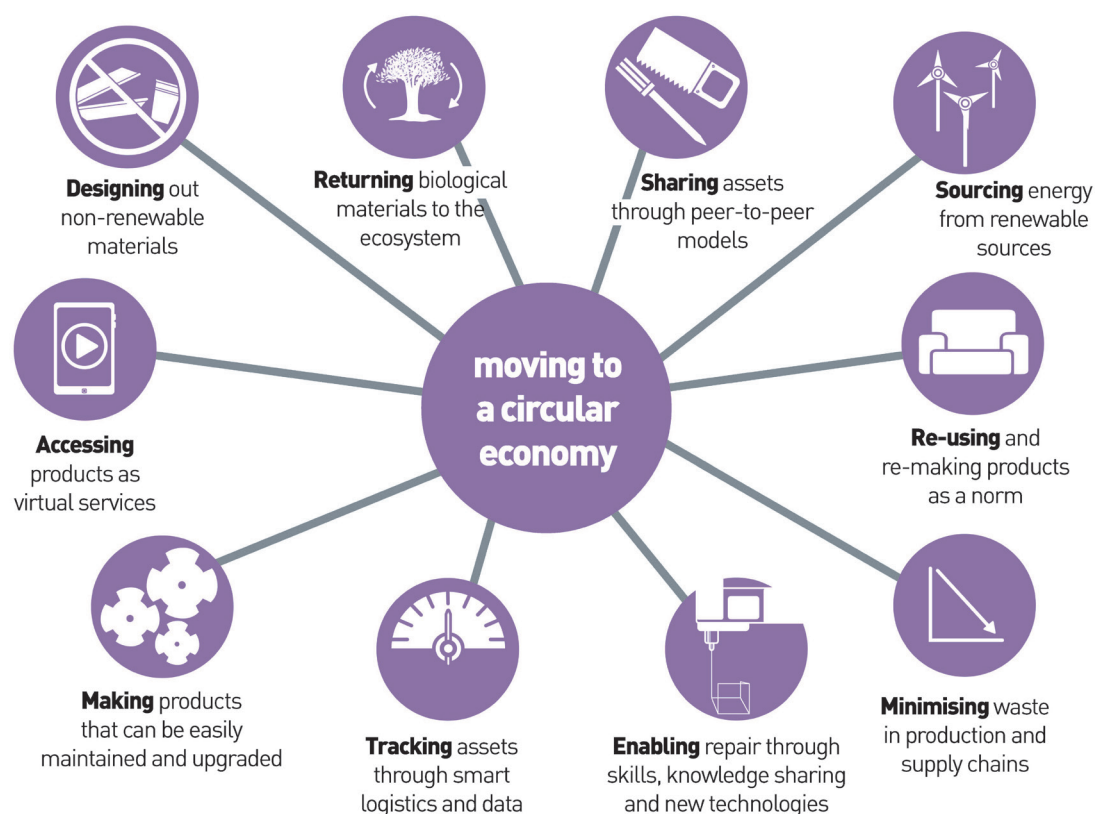 Designing out
non-renewable
materials
Returning biological
materials to the
ecosystem
Sharing assets
through peer-to-peer
models
Sourcing energy
from renewable
sources
Accessing
products as
virtual services
moving to
a circular
economy
Re-using and
re-making products
as a norm
Making products
that can be easily
maintained and upgraded
Tracking assets
through smart
logistics and data
Enabling repair through
skills, knowledge sharing
and new technologies
Minimising waste
in production and
supply chains